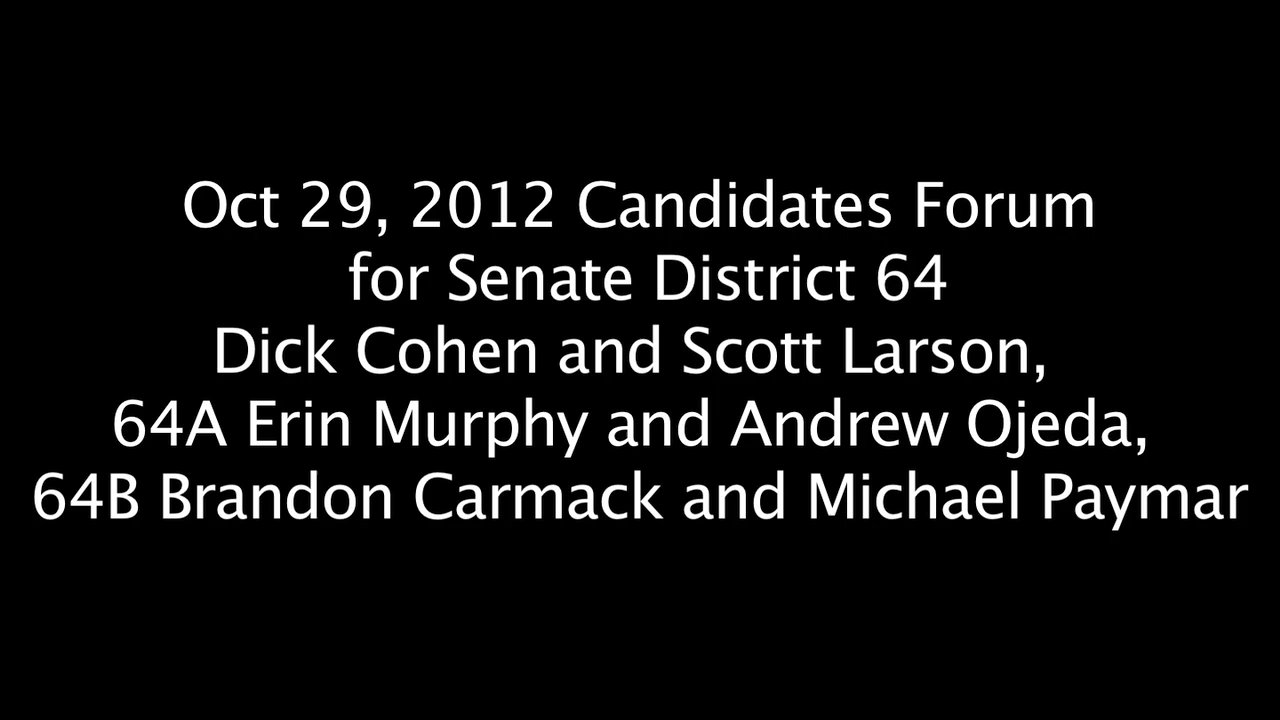 Oct 29, 2012 Candidates Forum
for Senate District 64
Dick Cohen and Scott Larson,
64A Erin Murphy and Andrew Ojeda,
64B Brandon Carmack and Michael Paymar